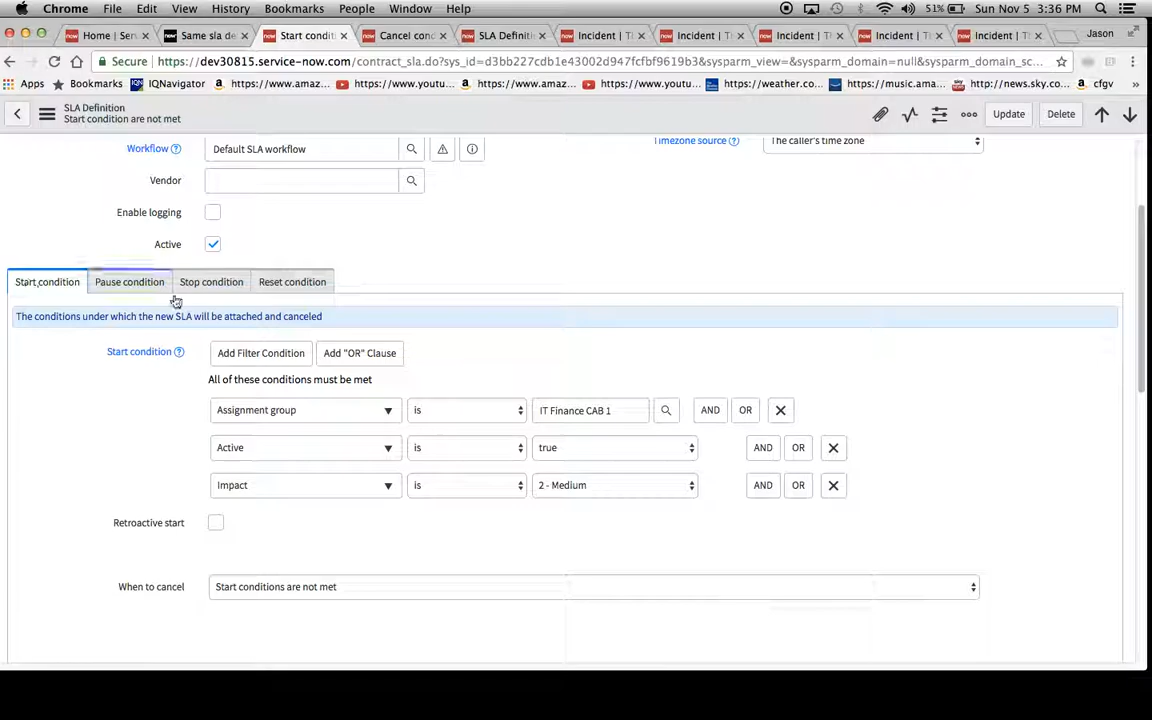 Chrome File Edit View History Bookmarks People Window Help 51% Sun Nov 5 3:36 PM
Home | Serv Same sla de Start condit Cancel cond SLA Definiti Incident | T Incident | T Incident | T Incident | T Incident | T Jason
Secure https://dev30815.service-now.com/contract_sla.do?sys_id=d3bb227cdb1e43002d947fcfbf9619b3&sysparm_view=&sysparm_domain=null&sysparm_domain_sc...
Apps Bookmarks IQNavigator https://www.amaz... https://www.youtu... https://www.amaz... https://www.youtu... https://weather.co... https://music.amaz... http://news.sky.co... cfgv »
SLA Definition
Start condition are not met
Update Delete
Workflow Default SLA workflow Timezone source The caller's time zone
Vendor
Enable logging
Active
Start condition Pause condition Stop condition Reset condition
The conditions under which the new SLA will be attached and canceled
Start condition Add Filter Condition Add "OR" Clause
All of these conditions must be met
Assignment group is IT Finance CAB 1 AND OR
Active is true AND OR
Impact is 2 - Medium AND OR
Retroactive start
When to cancel Start conditions are not met